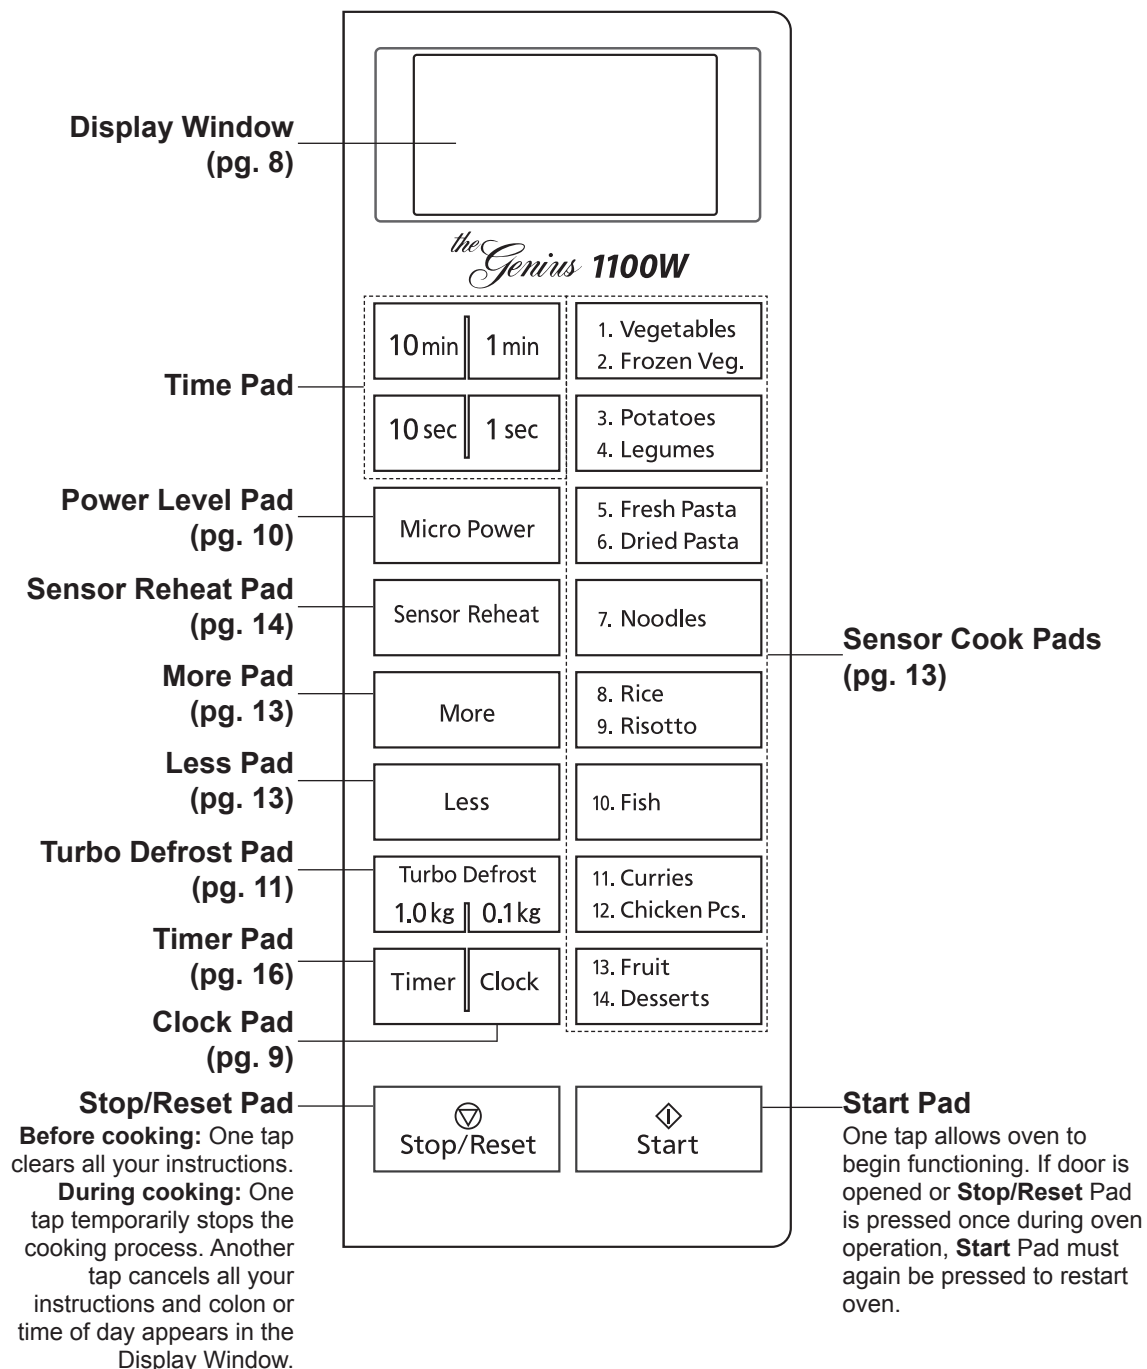 Display Window
(pg. 8)
the Genius 1100W
10 min 1 min
1. Vegetables
2. Frozen Veg.
Time Pad
10 sec 1 sec
3. Potatoes
4. Legumes
Power Level Pad
(pg. 10)
Micro Power
5. Fresh Pasta
6. Dried Pasta
Sensor Reheat Pad
(pg. 14)
Sensor Reheat
7. Noodles
Sensor Cook Pads
(pg. 13)
More Pad
(pg. 13)
More
8. Rice
9. Risotto
Less Pad
(pg. 13)
Less
10. Fish
Turbo Defrost Pad
(pg. 11)
Turbo Defrost
1.0 kg 0.1 kg
11. Curries
12. Chicken Pcs.
Timer Pad
(pg. 16)
Timer Clock
13. Fruit
14. Desserts
Clock Pad
(pg. 9)
Stop/Reset Pad
Before cooking: One tap
clears all your instructions.
During cooking: One
tap temporarily stops the
cooking process. Another
tap cancels all your
instructions and colon or
time of day appears in the
Display Window.
Stop/Reset
Start
Start Pad
One tap allows oven to
begin functioning. If door is
opened or Stop/Reset Pad
is pressed once during oven
operation, Start Pad must
again be pressed to restart
oven.